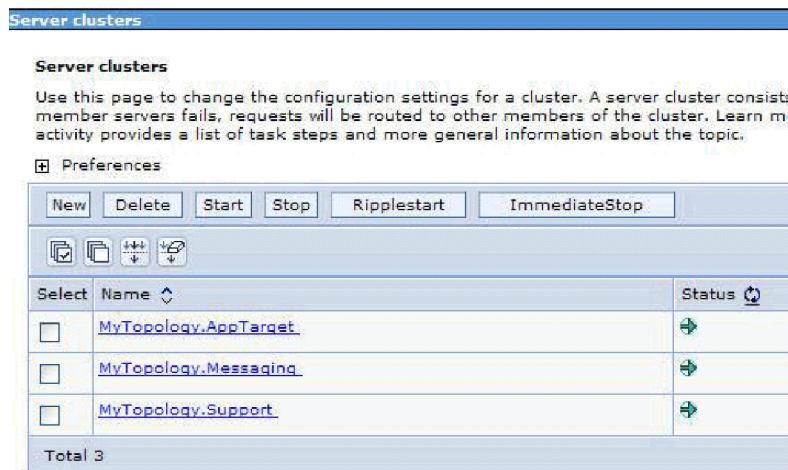 Server clusters
Server clusters
Use this page to change the configuration settings for a cluster. A server cluster consists
member servers fails, requests will be routed to other members of the cluster. Learn m
activity provides a list of task steps and more general information about the topic.
Preferences
New Delete Start Stop Ripplestart ImmediateStop
Select Name Status
MyTopology.AppTarget
MyTopology.Messaging
MyTopology.Support
Total 3